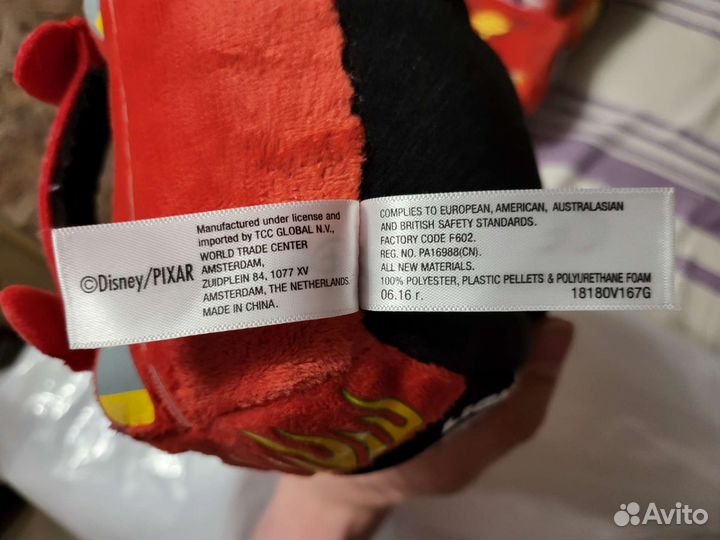 ©Disney/PIXAR
Manufactured under license and
imported by TCC GLOBAL N.V.,
WORLD TRADE CENTER
AMSTERDAM,
ZUIDPLEIN 84, 1077 XV
AMSTERDAM, THE NETHERLANDS.
MADE IN CHINA.
COMPLIES TO EUROPEAN, AMERICAN, AUSTRALASIAN
AND BRITISH SAFETY STANDARDS.
FACTORY CODE F602.
REG. NO. PA16988(CN).
ALL NEW MATERIALS.
100% POLYESTER, PLASTIC PELLETS & POLYURETHANE FOAM
06.16 г. 18180V167G
Avito